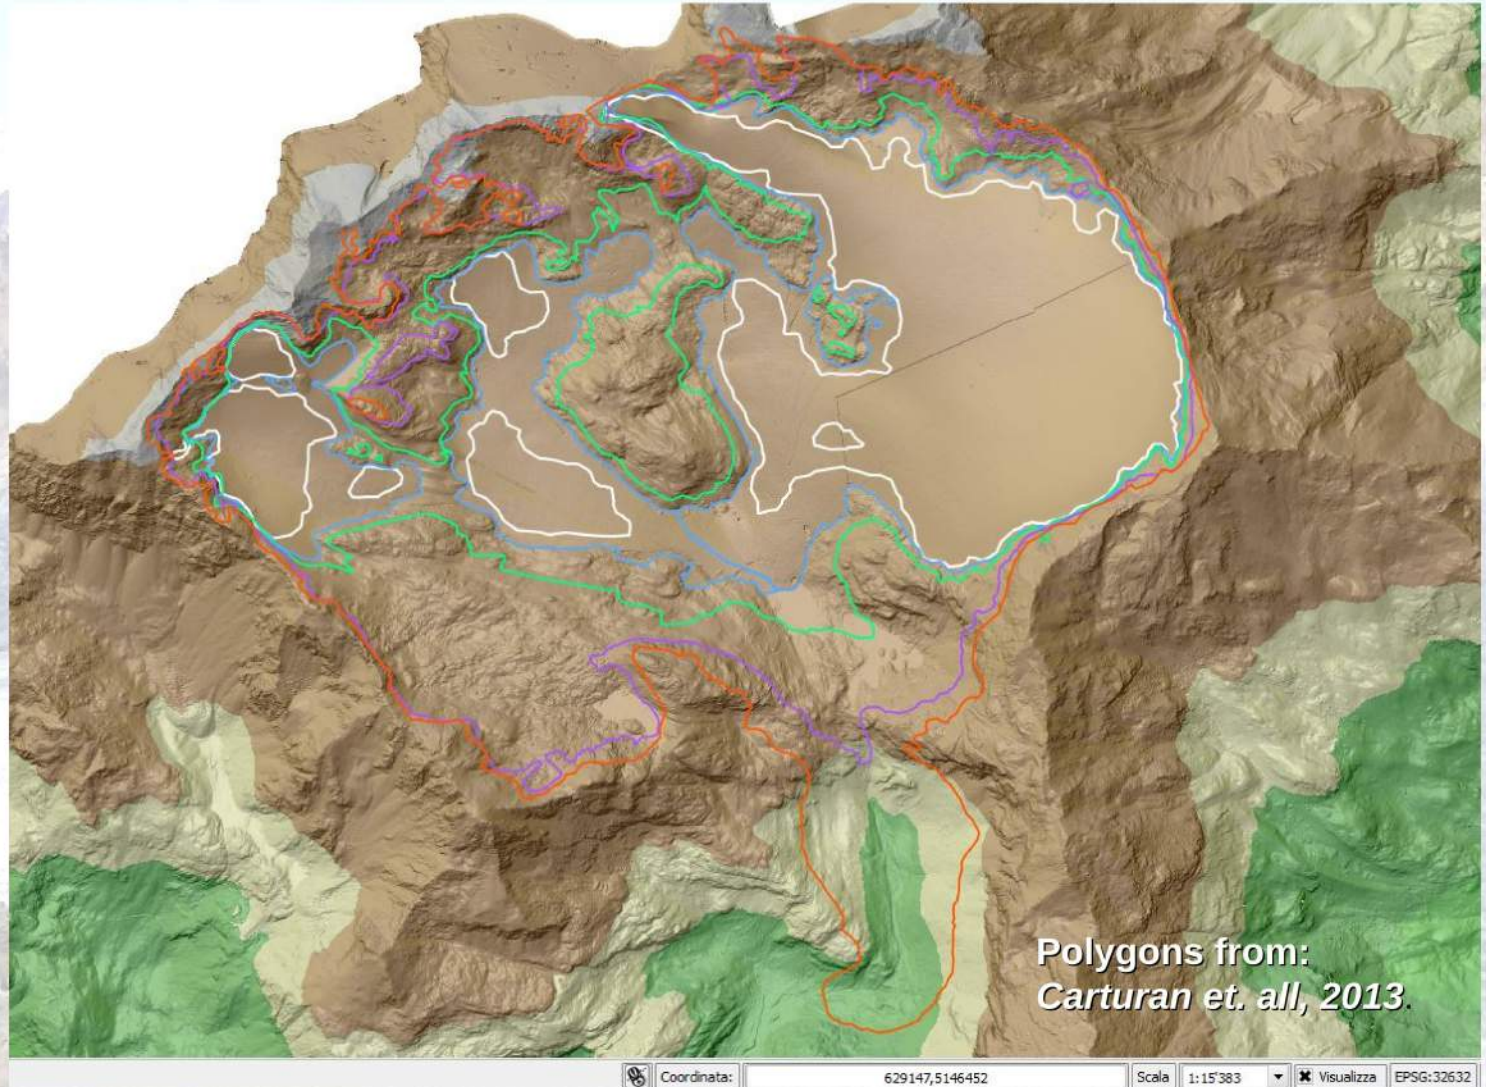 Polygons from:
Carturan et. all, 2013.
Coordinata: 629147,5146452 Scala 1:15'383 Visualizza EPSG:32632